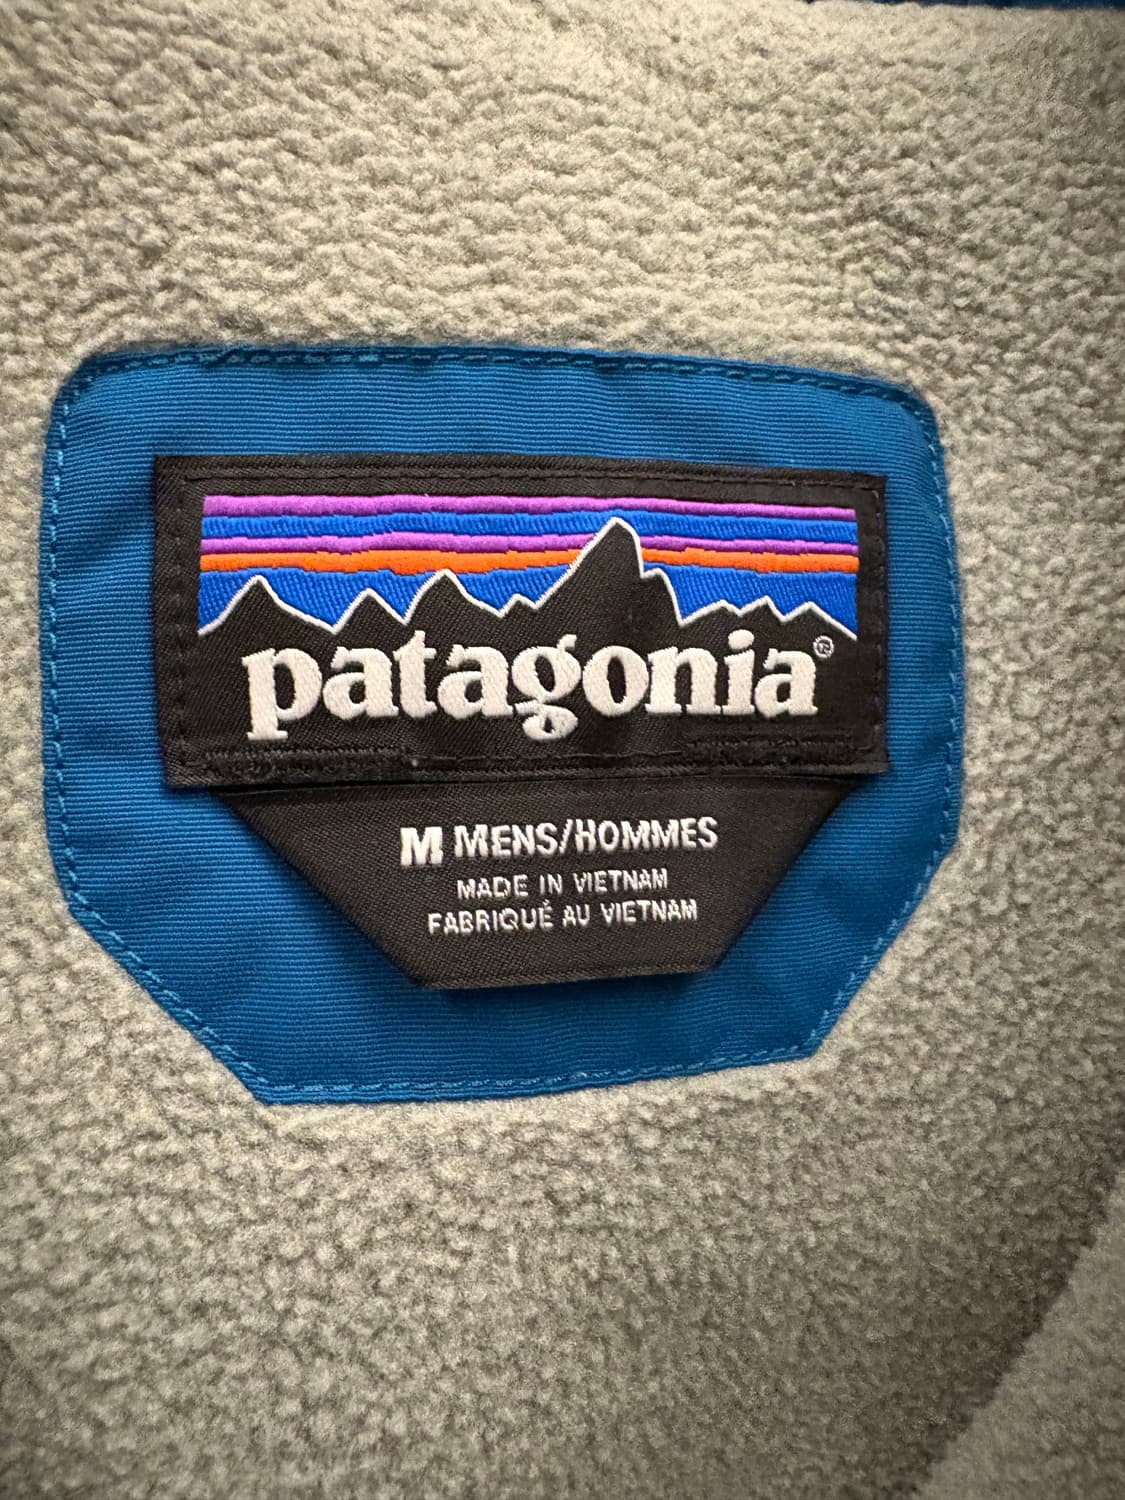 patagonia®
M MENS/HOMMES
MADE IN VIETNAM
FABRIQUÉ AU VIETNAM